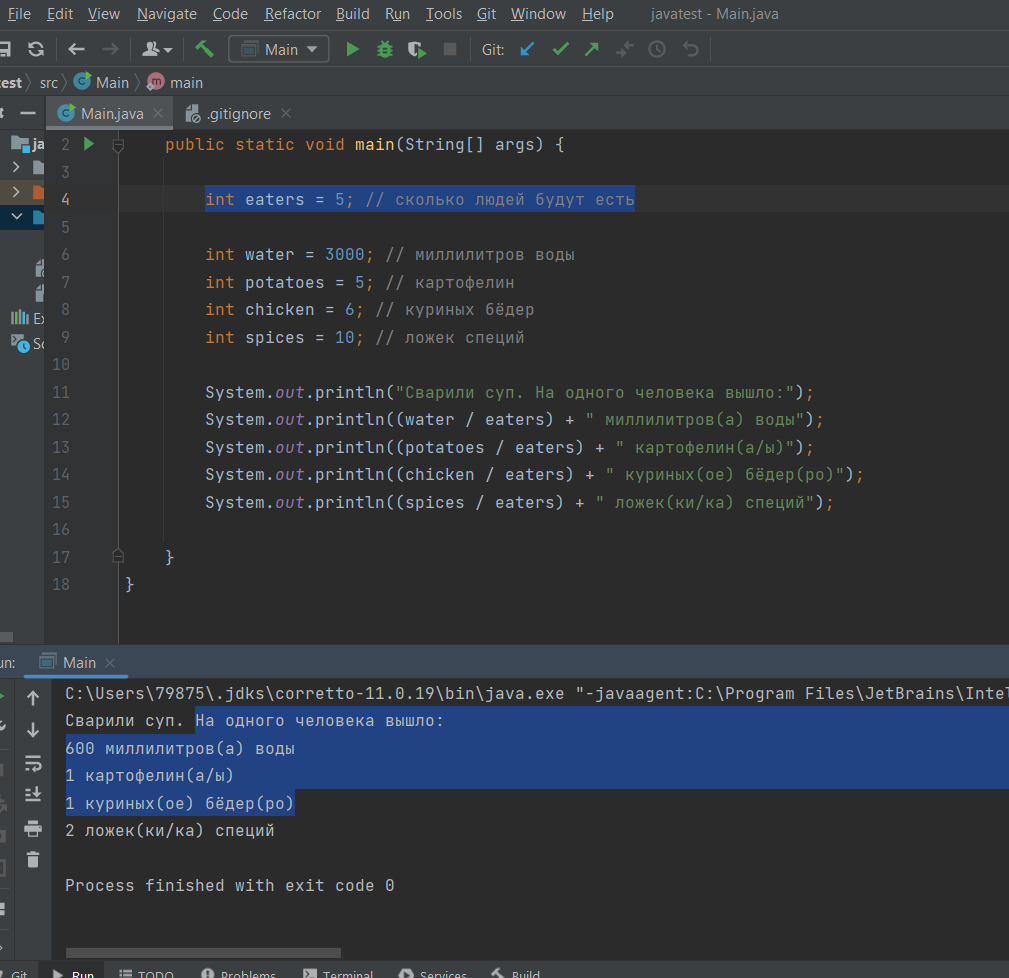 File Edit View Navigate Code Refactor Build Run Tools Git Window Help javatest - Main.java
Main Git:
test src Main main
Main.java .gitignore
2 public static void main(String[] args) {
3
4 int eaters = 5; // сколько людей будут есть
5
6 int water = 3000; // миллилитров воды
7 int potatoes = 5; // картофелин
8 int chicken = 6; // куриных бёдер
9 int spices = 10; // ложек специй
10
11 System.out.println("Сварили суп. На одного человека вышло:");
12 System.out.println((water / eaters) + " миллилитров(а) воды");
13 System.out.println((potatoes / eaters) + " картофелин(а/ы)");
14 System.out.println((chicken / eaters) + " куриных(ое) бёдер(ро)");
15 System.out.println((spices / eaters) + " ложек(ки/ка) специй");
16
17 }
18 }
Main
C:\Users\79875\.jdks\corretto-11.0.19\bin\java.exe "-javaagent:C:\Program Files\JetBrains\Intel
Сварили суп. На одного человека вышло:
600 миллилитров(а) воды
1 картофелин(а/ы)
1 куриных(ое) бёдер(ро)
2 ложек(ки/ка) специй
Process finished with exit code 0
Git Run TODO Problems Terminal Services Build